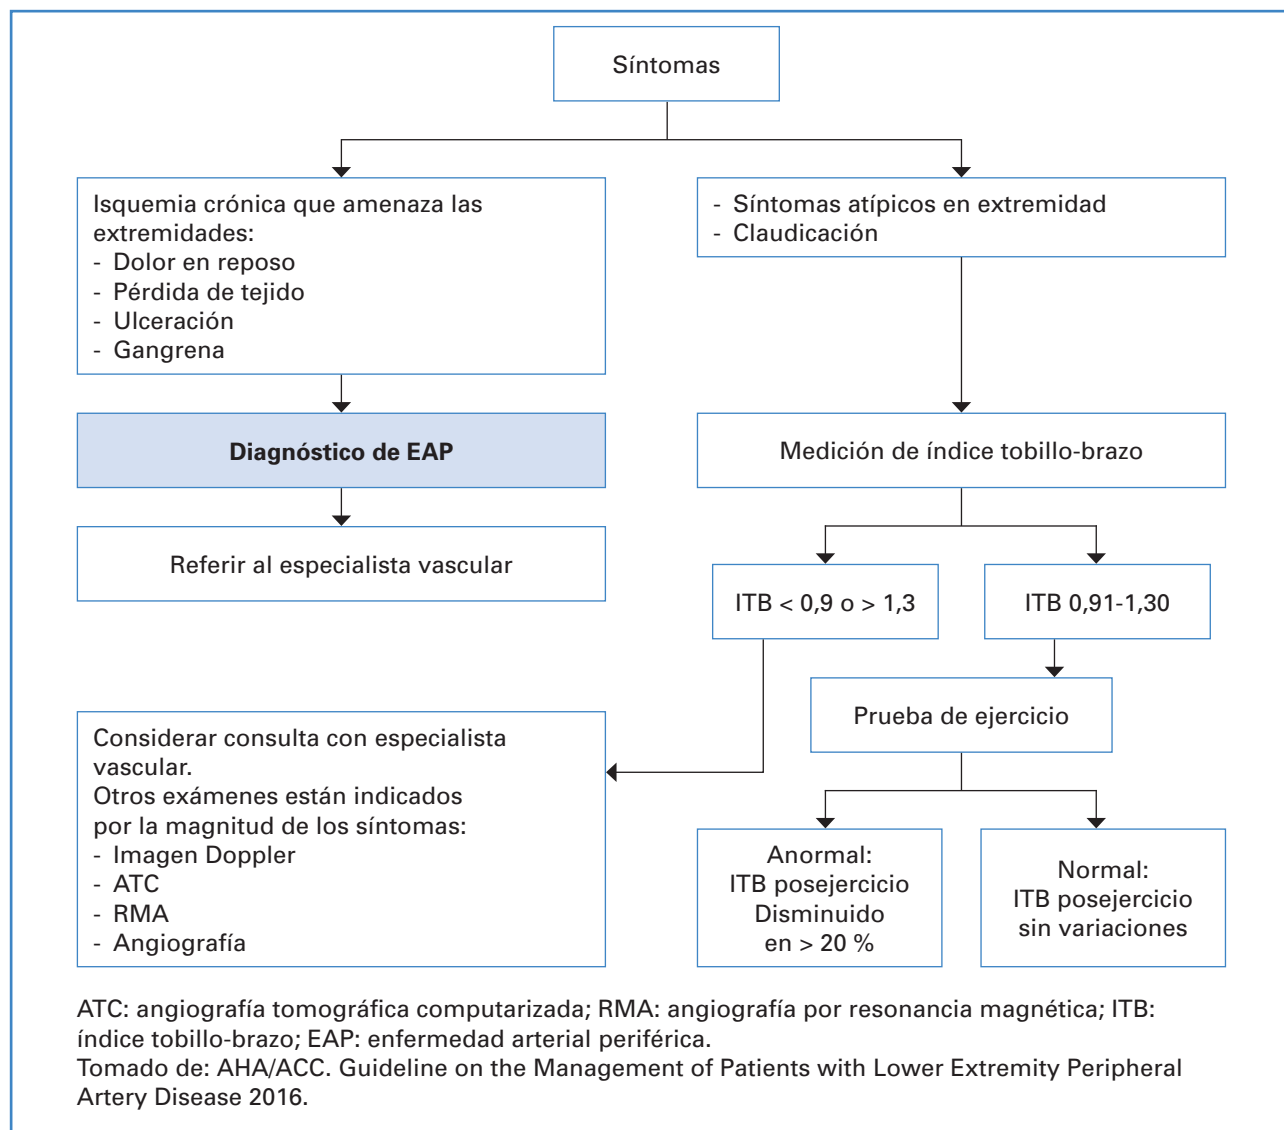 Síntomas
Isquemia crónica que amenaza las
extremidades:
- Dolor en reposo
- Pérdida de tejido
- Ulceración
- Gangrena
- Síntomas atípicos en extremidad
- Claudicación
Diagnóstico de EAP
Medición de índice tobillo-brazo
Referir al especialista vascular
ITB < 0,9 o > 1,3
ITB 0,91-1,30
Prueba de ejercicio
Considerar consulta con especialista
vascular.
Otros exámenes están indicados
por la magnitud de los síntomas:
- Imagen Doppler
- ATC
- RMA
- Angiografía
Anormal:
ITB posejercicio
Disminuido
en > 20 %
Normal:
ITB posejercicio
sin variaciones
ATC: angiografía tomográfica computarizada; RMA: angiografía por resonancia magnética; ITB:
índice tobillo-brazo; EAP: enfermedad arterial periférica.
Tomado de: AHA/ACC. Guideline on the Management of Patients with Lower Extremity Peripheral
Artery Disease 2016.